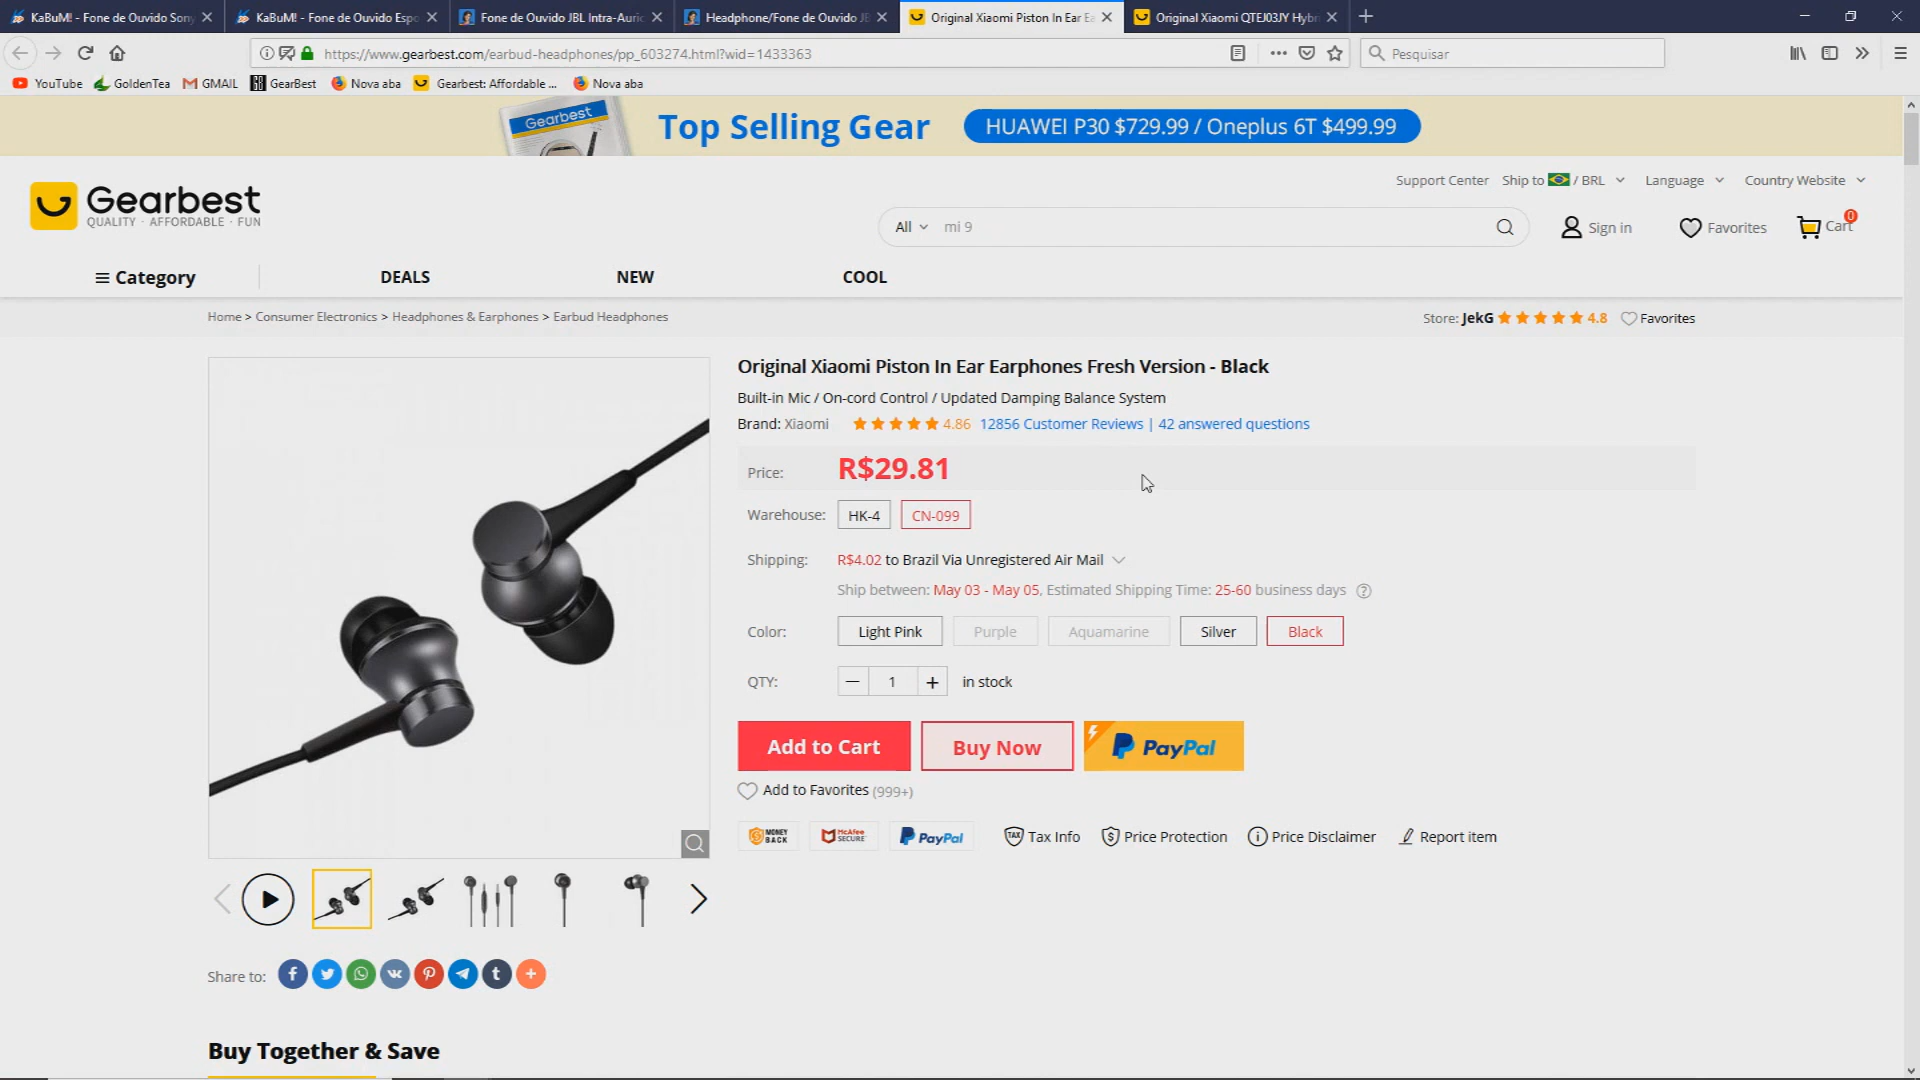 KaBuM! - Fone de Ouvido Sony
KaBuM! - Fone de Ouvido Espo
Fone de Ouvido JBL Intra-Auric
Headphone/Fone de Ouvido JB
Original Xiaomi Piston In Ear Ea
Original Xiaomi QTEJ03JY Hybri
https://www.gearbest.com/earbud-headphones/pp_603274.html?wid=1433363
Pesquisar
YouTube
GoldenTea
GMAIL
GearBest
Nova aba
Gearbest: Affordable ...
Nova aba
Gearbest
Top Selling Gear
HUAWEI P30 $729.99 / Oneplus 6T $499.99
Support Center
Ship to / BRL
Language
Country Website
Gearbest
QUALITY · AFFORDABLE · FUN
All
mi 9
Sign in
Favorites
Cart
0
Category
DEALS
NEW
COOL
Home > Consumer Electronics > Headphones & Earphones > Earbud Headphones
Store: JekG 4.8
Favorites
Original Xiaomi Piston In Ear Earphones Fresh Version - Black
Built-in Mic / On-cord Control / Updated Damping Balance System
Brand: Xiaomi 4.86 12856 Customer Reviews | 42 answered questions
Price: R$29.81
Warehouse: HK-4 CN-099
Shipping: R$4.02 to Brazil Via Unregistered Air Mail
Ship between: May 03 - May 05, Estimated Shipping Time: 25-60 business days ?
Color: Light Pink Purple Aquamarine Silver Black
QTY: — 1 + in stock
Add to Cart
Buy Now
PayPal
Add to Favorites (999+)
MONEY BACK
McAfee SECURE
PayPal
TAX Tax Info
Price Protection
Price Disclaimer
Report item
Share to:
Buy Together & Save